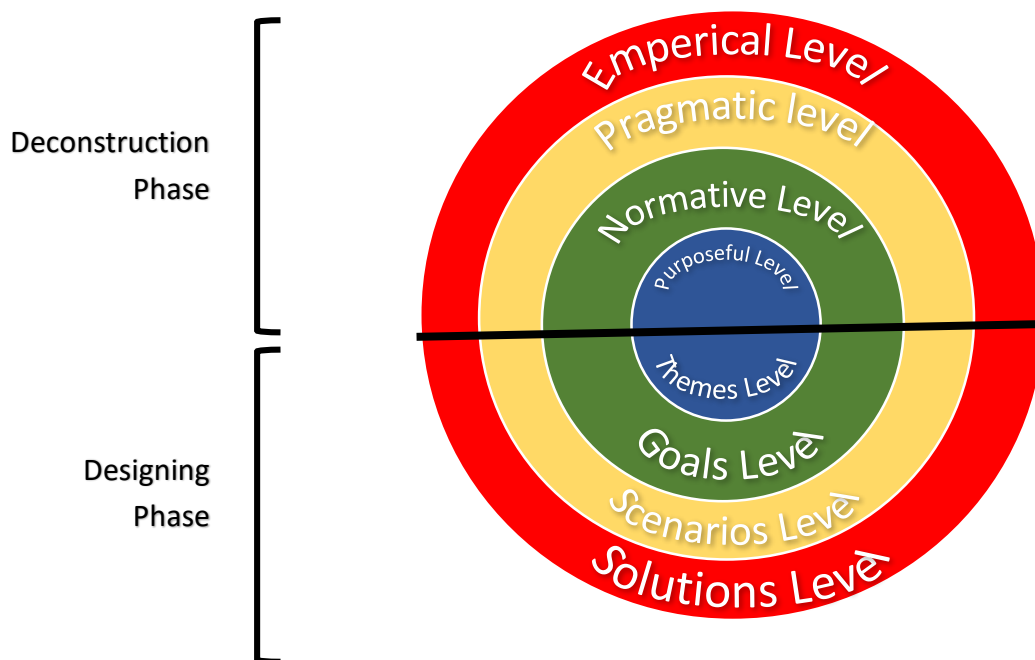 Deconstruction
Phase
Emperical Level
Pragmatic level
Normative Level
Purposeful Level
Designing
Phase
Themes Level
Goals Level
Scenarios Level
Solutions Level